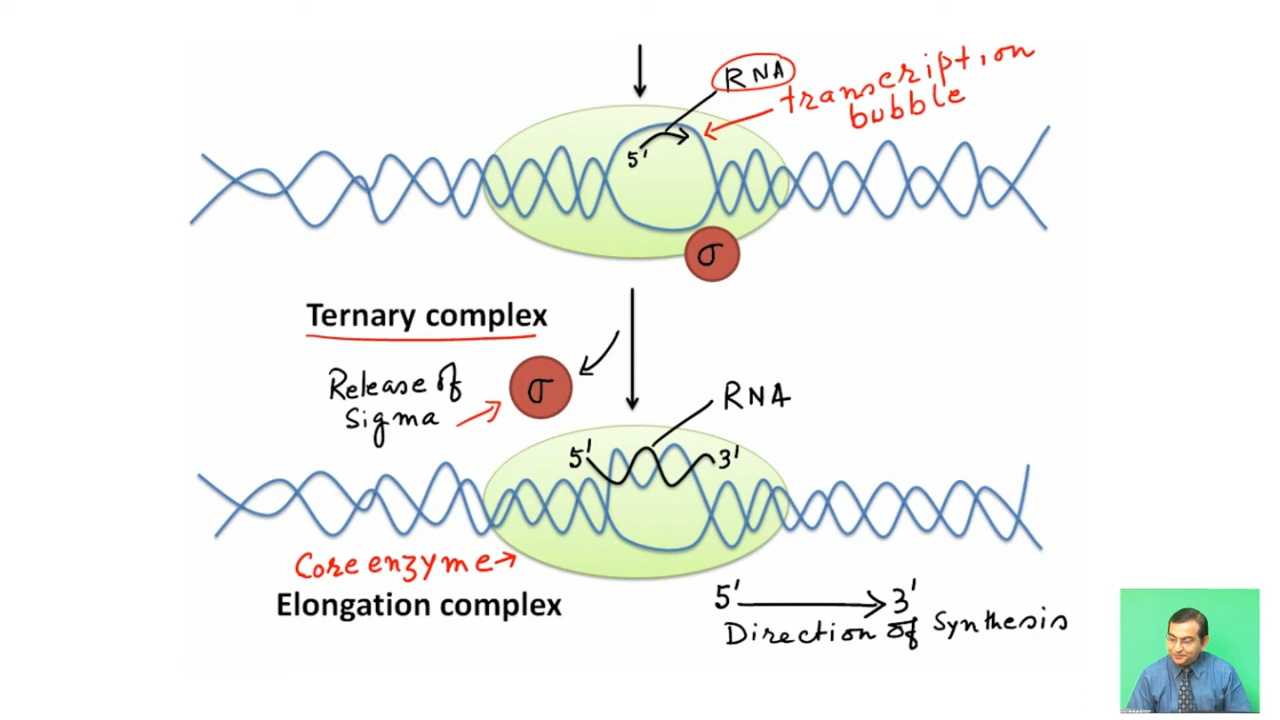 RNA
transcription
bubble
5'
σ
Ternary complex
Release of
Sigma
σ
RNA
5'
3'
Core enzyme
Elongation complex
5' 3'
Direction of Synthesis